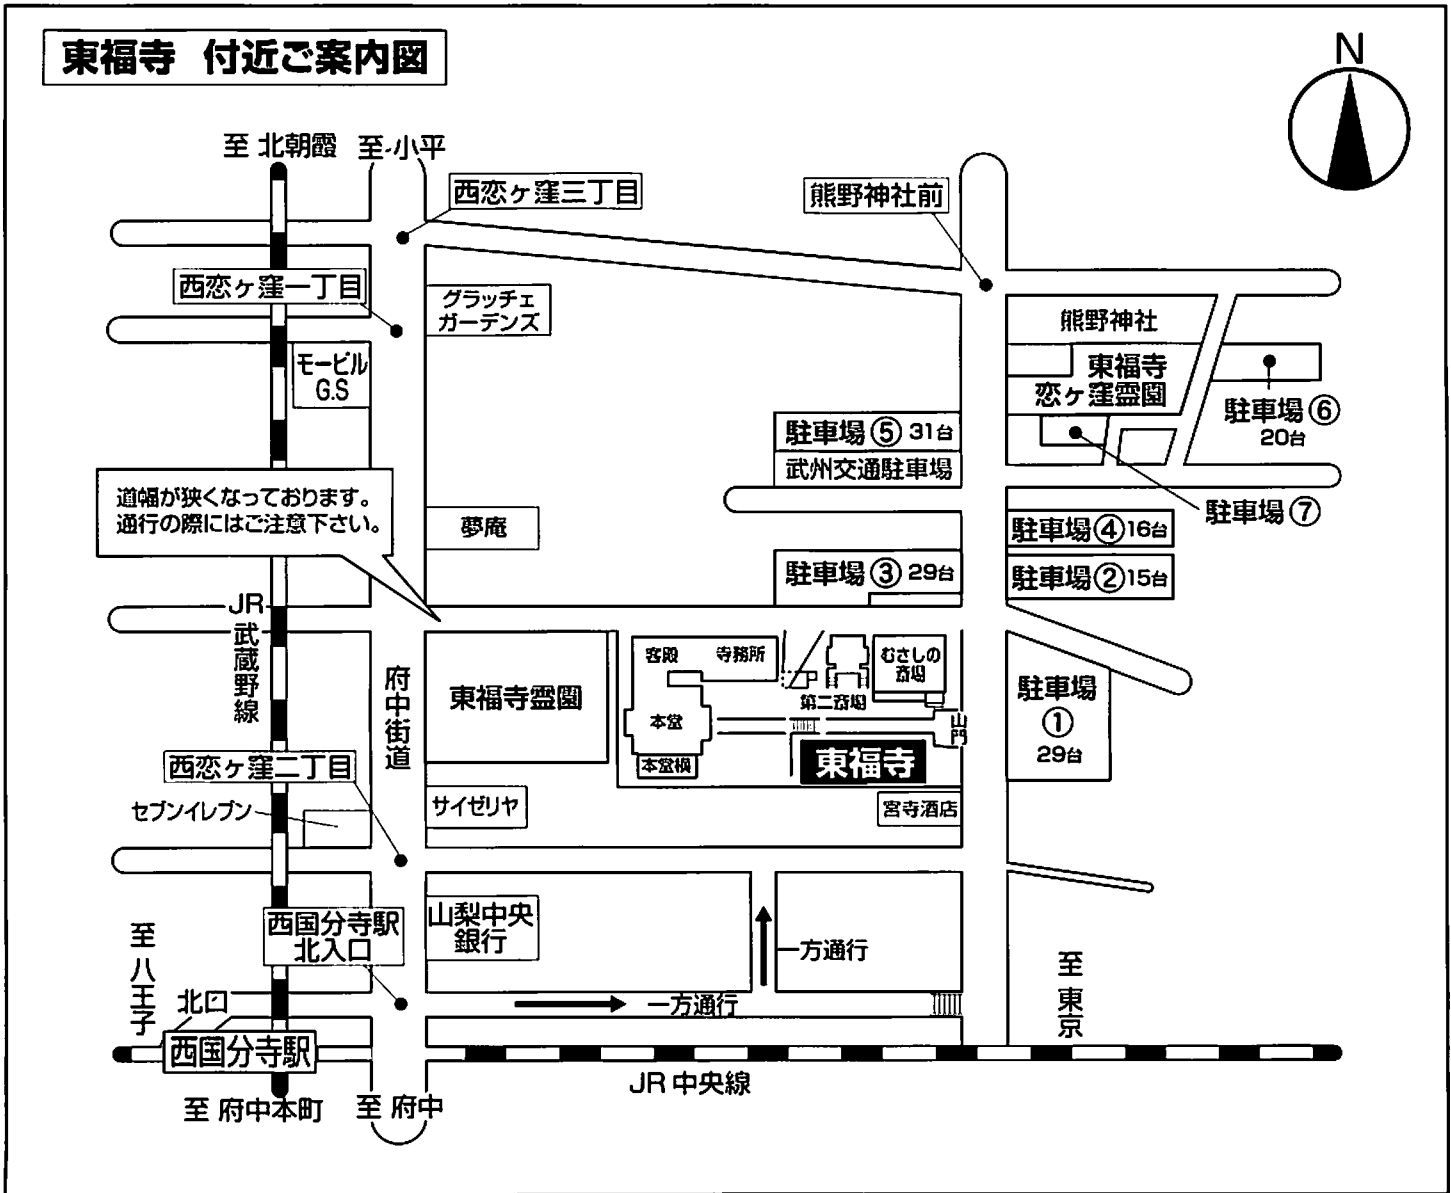 東福寺 付近ご案内図
N
至 北朝霞
至 小平
西恋ヶ窪三丁目
熊野神社前
西恋ヶ窪一丁目
グラッチェ
ガーデンズ
熊野神社
モービル
G.S
東福寺
恋ヶ窪霊園
駐車場⑥
20台
駐車場⑤ 31台
武州交通駐車場
道幅が狭くなっております。
通行の際にはご注意下さい。
夢庵
駐車場⑦
駐車場④16台
駐車場③ 29台
駐車場②15台
JR武蔵野線
府中街道
東福寺霊園
客殿
寺務所
むさしの
斎場
第二斎場
本堂
山門
本堂横
東福寺
駐車場
①
29台
西恋ヶ窪二丁目
セブンイレブン
サイゼリヤ
宮寺酒店
西国分寺駅
北入口
山梨中央
銀行
一方通行
至八王子
北口
一方通行
至東京
西国分寺駅
JR中央線
至 府中本町
至 府中